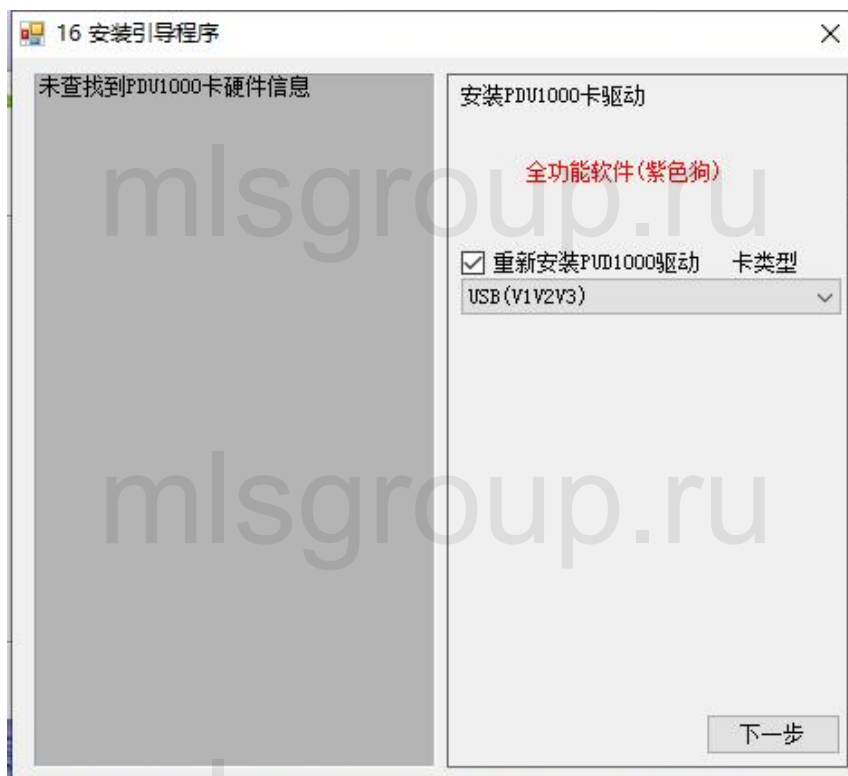 16 安装引导程序
未查找到PDU1000卡硬件信息
安装PDU1000卡驱动
全功能软件(紫色狗)
重新安装PUD1000驱动 卡类型
USB(V1V2V3)
下一步
mlsgroup.ru
mlsgroup.ru